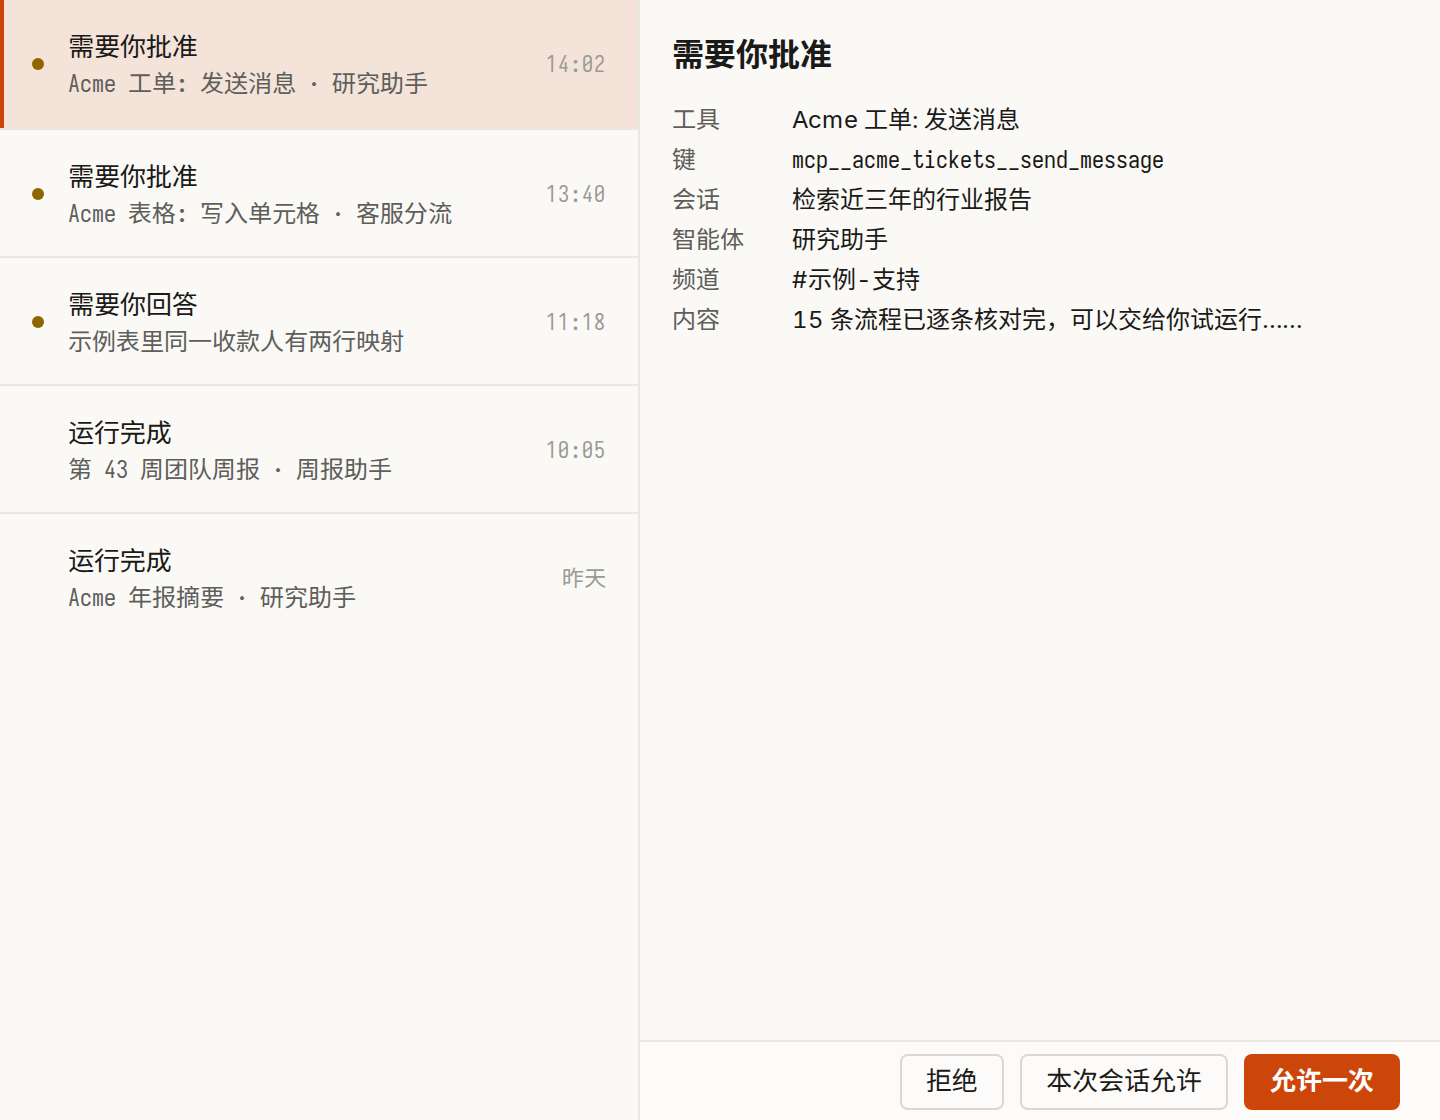 需要你批准
Acme 工单: 发送消息 · 研究助手
14:02
需要你批准
Acme 表格: 写入单元格 · 客服分流
13:40
需要你回答
示例表里同一收款人有两行映射
11:18
运行完成
第 43 周团队周报 · 周报助手
10:05
运行完成
Acme 年报摘要 · 研究助手
昨天
需要你批准
工具 Acme 工单: 发送消息
键 mcp__acme_tickets__send_message
会话 检索近三年的行业报告
智能体 研究助手
频道 #示例-支持
内容 15 条流程已逐条核对完，可以交给你试运行……
拒绝
本次会话允许
允许一次